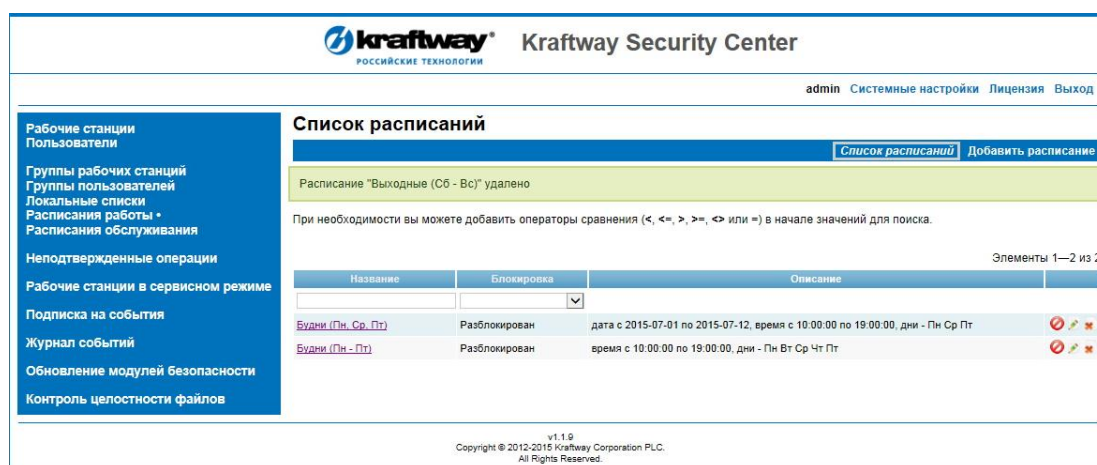 kraftway®
РОССИЙСКИЕ ТЕХНОЛОГИИ
Kraftway Security Center
admin Системные настройки Лицензия Выход
Рабочие станции
Пользователи
Группы рабочих станций
Группы пользователей
Локальные списки
Расписания работы •
Расписания обслуживания
Неподтвержденные операции
Рабочие станции в сервисном режиме
Подписка на события
Журнал событий
Обновление модулей безопасности
Контроль целостности файлов
Список расписаний
Список расписаний Добавить расписание
Расписание "Выходные (Сб - Вс)" удалено
При необходимости вы можете добавить операторы сравнения (<, <=, >, >=, <> или =) в начале значений для поиска.
Элементы 1—2 из 2
Название Блокировка Описание
Будни (Пн, Ср, Пт) Разблокирован дата с 2015-07-01 по 2015-07-12, время с 10:00:00 по 19:00:00, дни - Пн Ср Пт
Будни (Пн - Пт) Разблокирован время с 10:00:00 по 19:00:00, дни - Пн Вт Ср Чт Пт
v1.1.9
Copyright © 2012-2015 Kraftway Corporation PLC.
All Rights Reserved.